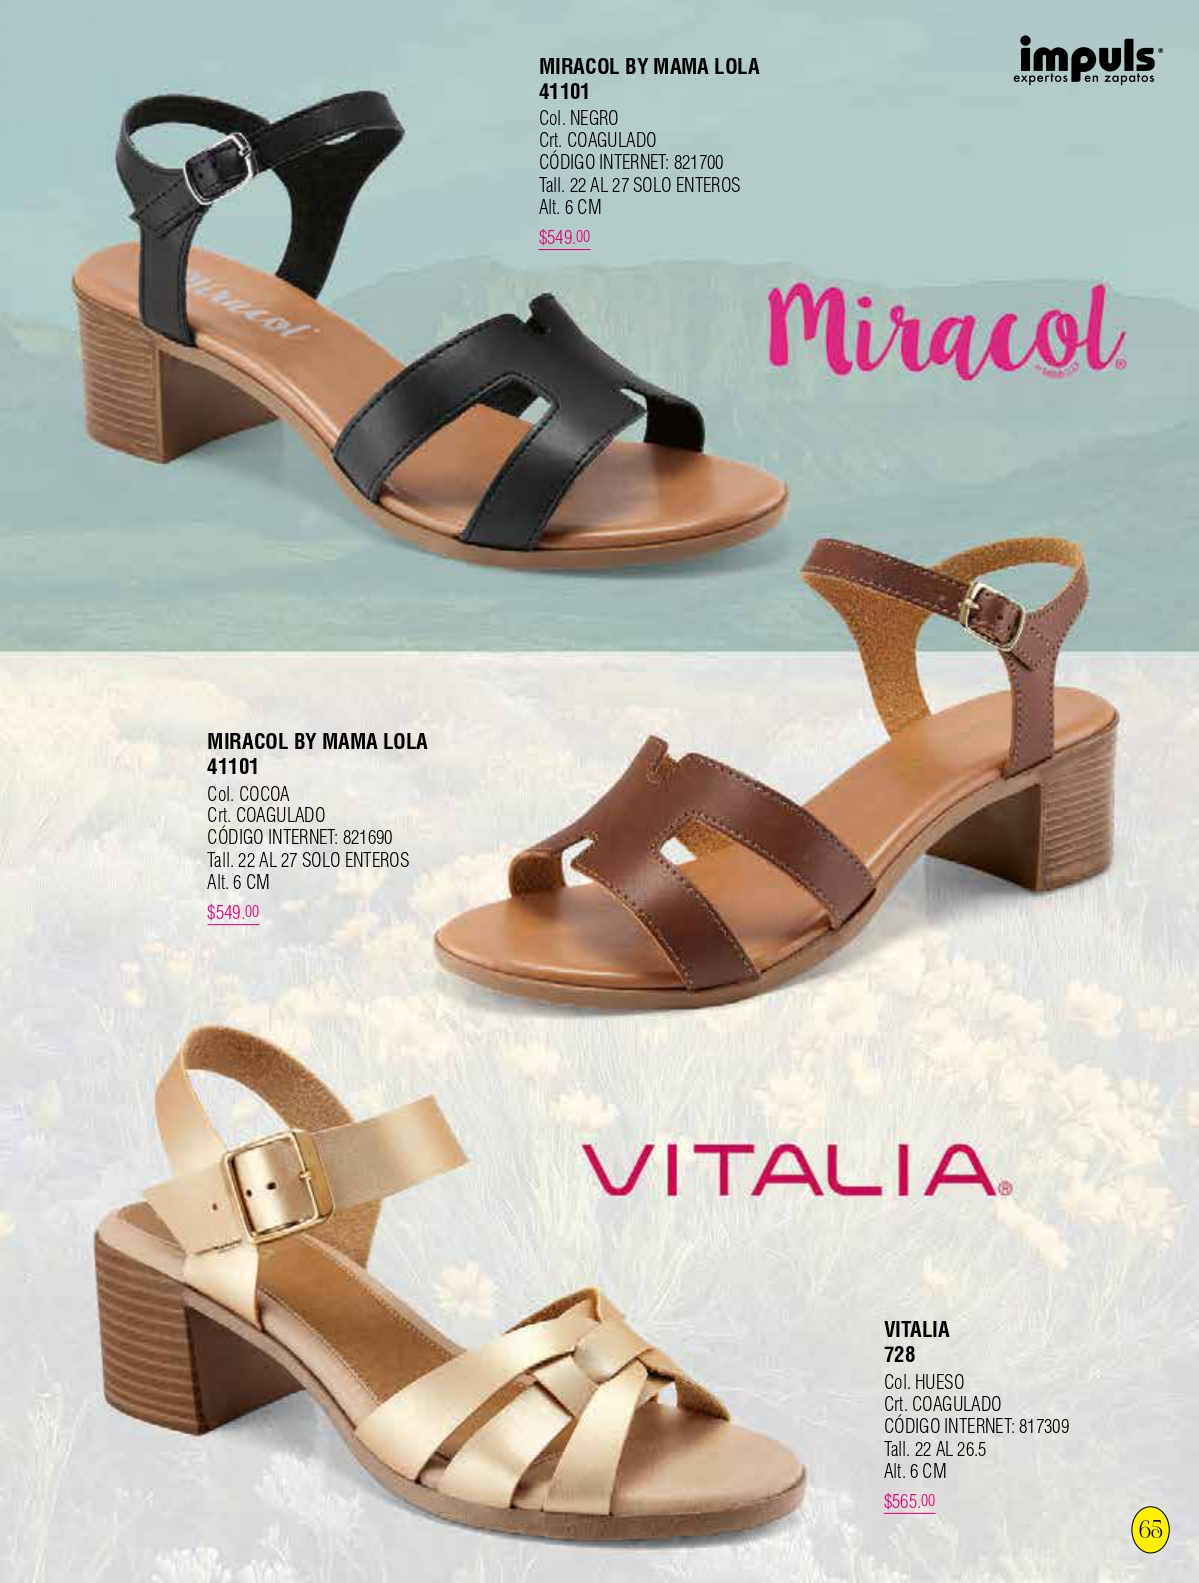 impuls®
expertos en zapatos
MIRACOL BY MAMA LOLA
41101
Col. NEGRO
Crt. COAGULADO
CÓDIGO INTERNET: 821700
Tall. 22 AL 27 SOLO ENTEROS
Alt. 6 CM
$549.00
Miracol
Miracol®
MIRACOL BY MAMA LOLA
41101
Col. COCOA
Crt. COAGULADO
CÓDIGO INTERNET: 821690
Tall. 22 AL 27 SOLO ENTEROS
Alt. 6 CM
$549.00
VITALIA®
VITALIA
728
Col. HUESO
Crt. COAGULADO
CÓDIGO INTERNET: 817309
Tall. 22 AL 26.5
Alt. 6 CM
$565.00
65